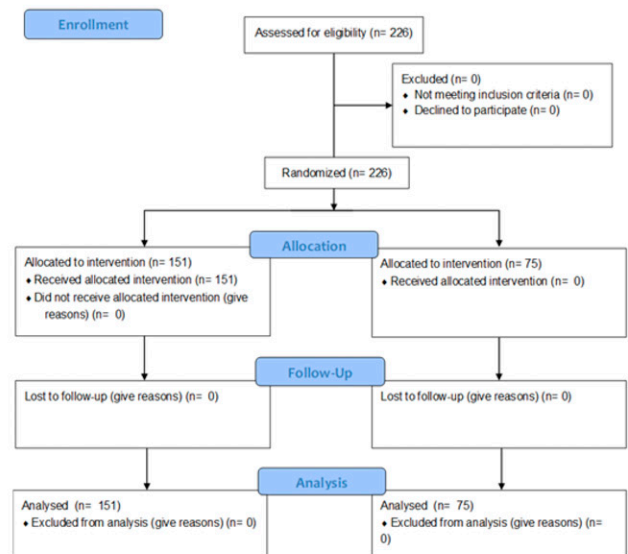 Enrollment
Assessed for eligibility (n= 226)
Excluded (n= 0)
♦ Not meeting inclusion criteria (n= 0)
♦ Declined to participate (n= 0)
Randomized (n= 226)
Allocation
Allocated to intervention (n= 151)
♦ Received allocated intervention (n= 151)
♦ Did not receive allocated intervention (give
reasons) (n= 0)
Allocated to intervention (n= 75)
♦ Received allocated intervention (n= 0)
Follow-Up
Lost to follow-up (give reasons) (n= 0)
Lost to follow-up (give reasons) (n= 0)
Analysis
Analysed (n= 151)
♦ Excluded from analysis (give reasons) (n= 0)
Analysed (n= 75)
♦ Excluded from analysis (give reasons) (n=
0)